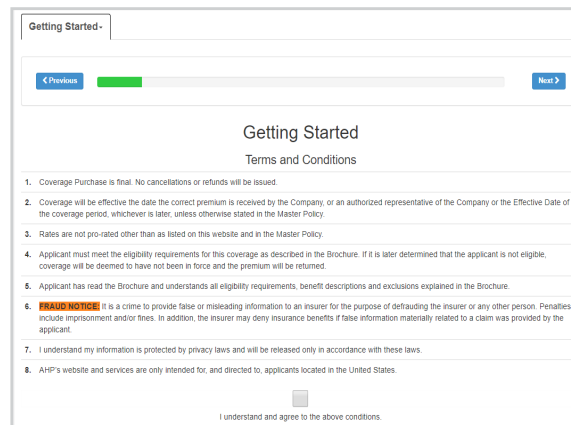 Getting Started
Previous
Next
Getting Started
Terms and Conditions
1. Coverage Purchase is final. No cancellations or refunds will be issued.
2. Coverage will be effective the date the correct premium is received by the Company, or an authorized representative of the Company or the Effective Date of
the coverage period, whichever is later, unless otherwise stated in the Master Policy.
3. Rates are not pro-rated other than as listed on this website and in the Master Policy.
4. Applicant must meet the eligibility requirements for this coverage as described in the Brochure. If it is later determined that the applicant is not eligible,
coverage will be deemed to have not been in force and the premium will be returned.
5. Applicant has read the Brochure and understands all eligibility requirements, benefit descriptions and exclusions explained in the Brochure.
6. FRAUD NOTICE: It is a crime to provide false or misleading information to an insurer for the purpose of defrauding the insurer or any other person. Penalties
include imprisonment and/or fines. In addition, the insurer may deny insurance benefits if false information materially related to a claim was provided by the
applicant.
7. I understand my information is protected by privacy laws and will be released only in accordance with these laws.
8. AHP's website and services are only intended for, and directed to, applicants located in the United States.
I understand and agree to the above conditions.